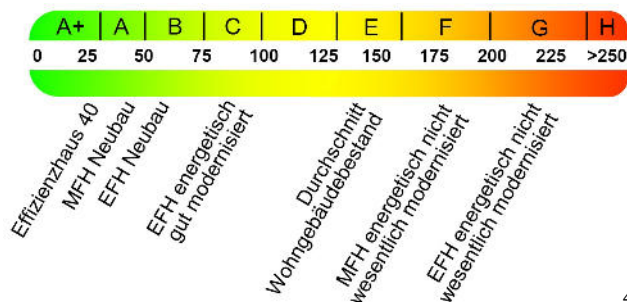 A+ A B C D E F G H
0 25 50 75 100 125 150 175 200 225 >250
Effizienzhaus 40
MFH Neubau
EFH Neubau
EFH energetisch
gut modernisiert
Durchschnitt
Wohngebäudebestand
MFH energetisch nicht
wesentlich modernisiert
EFH energetisch nicht
wesentlich modernisiert